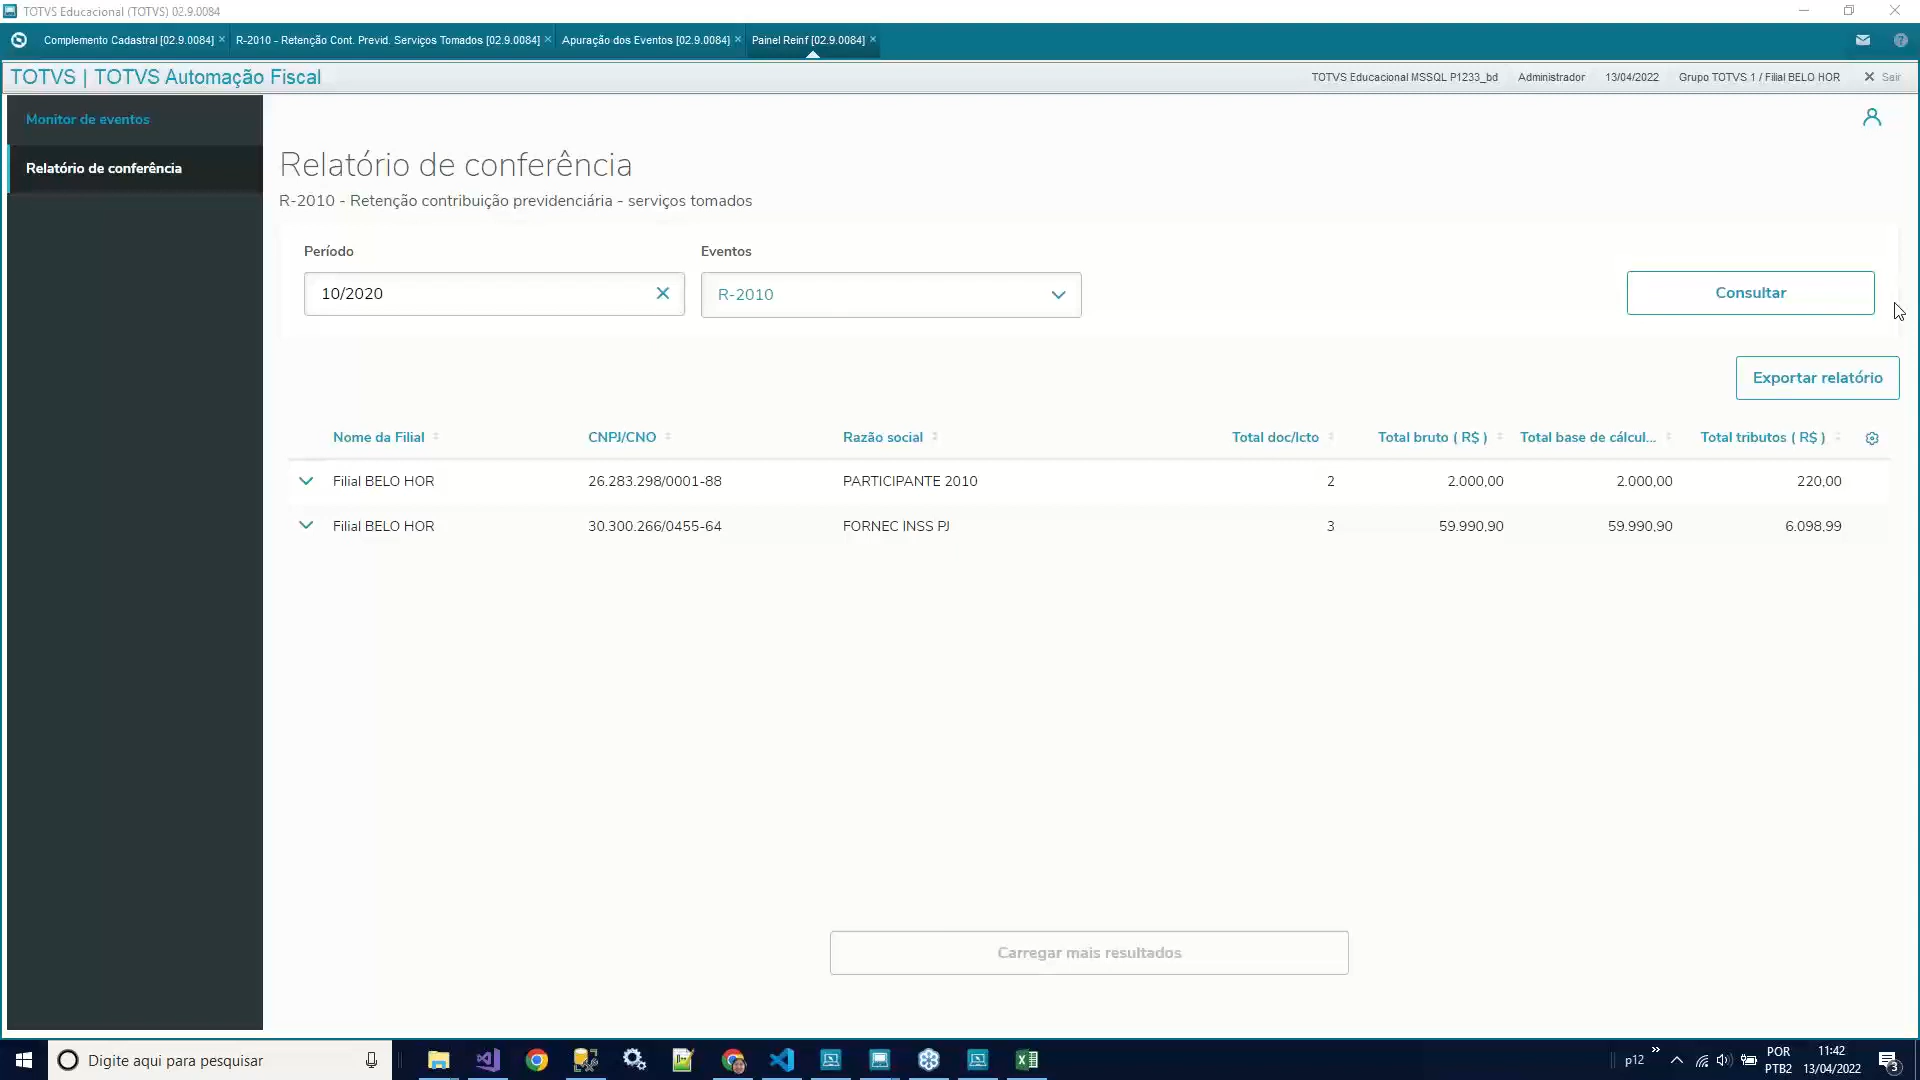 TOTVS Educacional (TOTVS) 02.9.0084
Complemento Cadastral [02.9.0084] R-2010 - Retenção Cont. Previd. Serviços Tomados [02.9.0084] Apuração dos Eventos [02.9.0084] Painel Reinf [02.9.0084]
TOTVS | TOTVS Automação Fiscal
TOTVS Educacional MSSQL P1233_bd Administrador 13/04/2022 Grupo TOTVS 1 / Filial BELO HOR Sair
Monitor de eventos
Relatório de conferência
Relatório de conferência
R-2010 - Retenção contribuição previdenciária - serviços tomados
Período Eventos
10/2020 R-2010 Consultar
Exportar relatório
Nome da Filial CNPJ/CNO Razão social Total doc/lcto Total bruto ( R$ ) Total base de cálcul... Total tributos ( R$ )
Filial BELO HOR 26.283.298/0001-88 PARTICIPANTE 2010 2 2.000,00 2.000,00 220,00
Filial BELO HOR 30.300.266/0455-64 FORNEC INSS PJ 3 59.990,90 59.990,90 6.098,99
Carregar mais resultados
Digite aqui para pesquisar
p12
POR
PTB2
11:42
13/04/2022
3